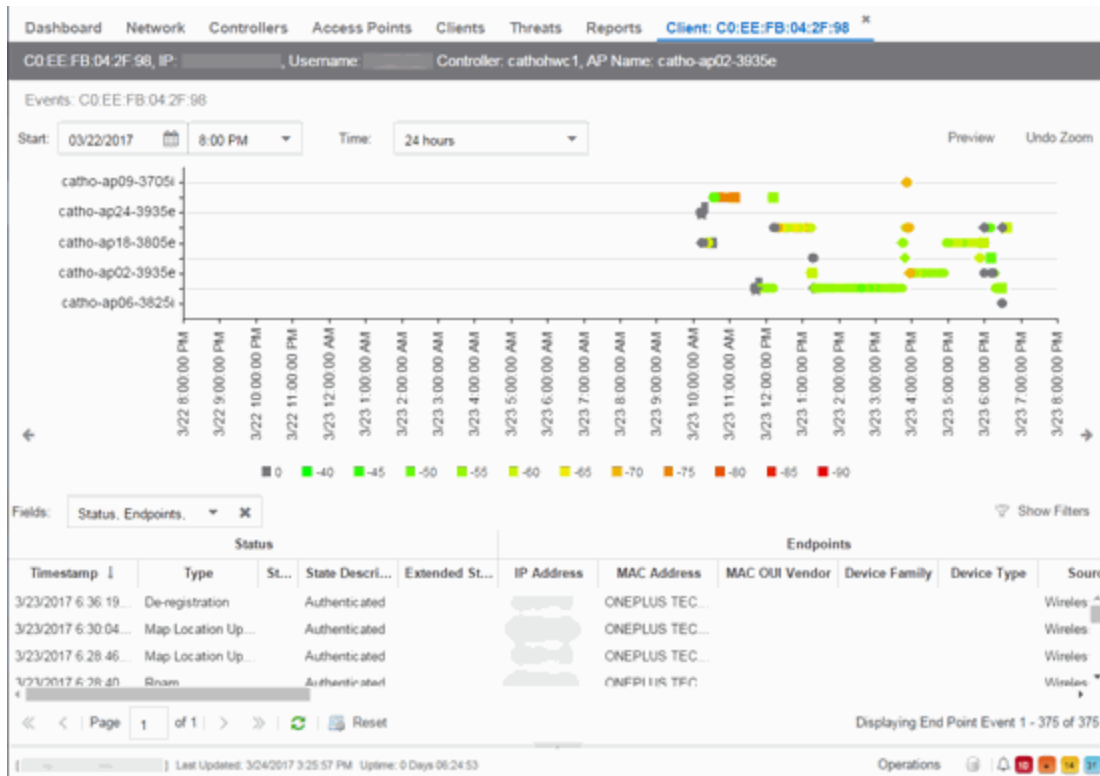 Dashboard Network Controllers Access Points Clients Threats Reports Client: C0:EE:FB:04:2F:98
C0:EE:FB:04:2F:98, IP: , Username: Controller: cathohwc1, AP Name: catho-ap02-3935e
Events: C0:EE:FB:04:2F:98
Start: 03/22/2017 8:00 PM Time: 24 hours Preview Undo Zoom
catho-ap09-3705i
catho-ap24-3935e
catho-ap18-3805e
catho-ap02-3935e
catho-ap06-3825i
3/22 8:00:00 PM
3/22 9:00:00 PM
3/22 10:00:00 PM
3/22 11:00:00 PM
3/23 12:00:00 AM
3/23 1:00:00 AM
3/23 2:00:00 AM
3/23 3:00:00 AM
3/23 4:00:00 AM
3/23 5:00:00 AM
3/23 6:00:00 AM
3/23 7:00:00 AM
3/23 8:00:00 AM
3/23 9:00:00 AM
3/23 10:00:00 AM
3/23 11:00:00 AM
3/23 12:00:00 PM
3/23 1:00:00 PM
3/23 2:00:00 PM
3/23 3:00:00 PM
3/23 4:00:00 PM
3/23 5:00:00 PM
3/23 6:00:00 PM
3/23 7:00:00 PM
3/23 8:00:00 PM
0 -40 -45 -50 -55 -60 -65 -70 -75 -80 -85 -90
Fields: Status, Endpoints, Show Filters
Status Endpoints
Timestamp Type St... State Descri... Extended St... IP Address MAC Address MAC OUI Vendor Device Family Device Type Sourc
3/23/2017 6:36:19... De-registration Authenticated ONEPLUS TEC... Wireles
3/23/2017 6:30:04... Map Location Up... Authenticated ONEPLUS TEC... Wireles
3/23/2017 6:28:46... Map Location Up... Authenticated ONEPLUS TEC... Wireles
3/23/2017 6:28:40 Roam Authenticated ONEPLUS TEC Wireles
Page 1 of 1 Reset Displaying End Point Event 1 - 375 of 375
[ ] Last Updated: 3/24/2017 3:25:57 PM Uptime: 0 Days 06:24:53 Operations 10 14 31